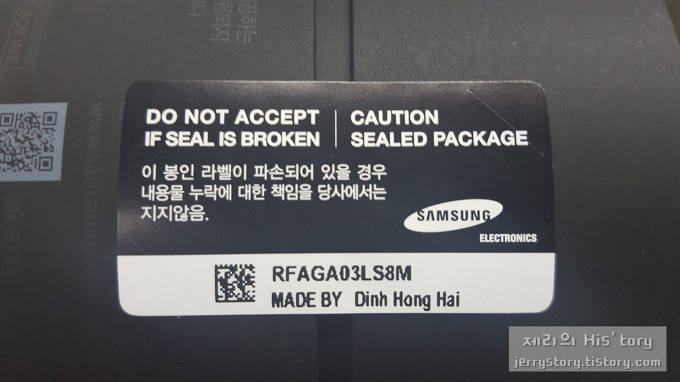 DO NOT ACCEPT
IF SEAL IS BROKEN
CAUTION
SEALED PACKAGE
이 봉인 라벨이 파손되어 있을 경우
내용물 누락에 대한 책임을 당사에서는
지지않음.
SAMSUNG
ELECTRONICS
RFAGA03LS8M
MADE BY Dinh Hong Hai
제리의 His'tory
jerrystory.tistory.com